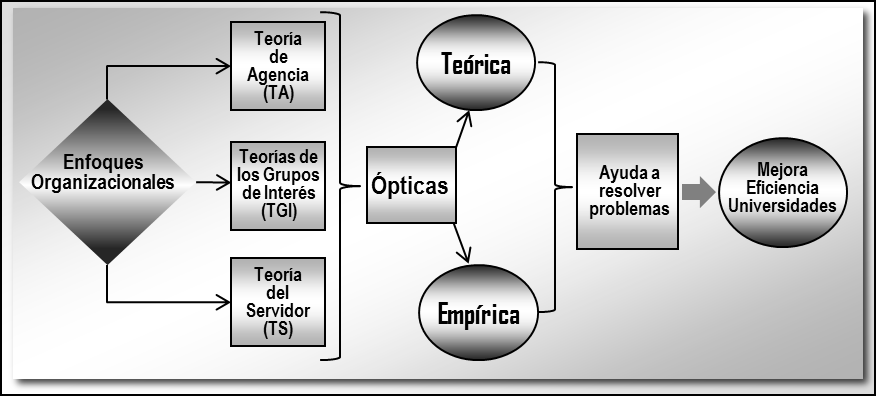 Enfoques
Organizacionales
Teoría
de
Agencia
(TA)
Teorías de
los Grupos
de Interés
(TGI)
Teoría
del
Servidor
(TS)
Ópticas
Teórica
Empírica
Ayuda a
resolver
problemas
Mejora
Eficiencia
Universidades